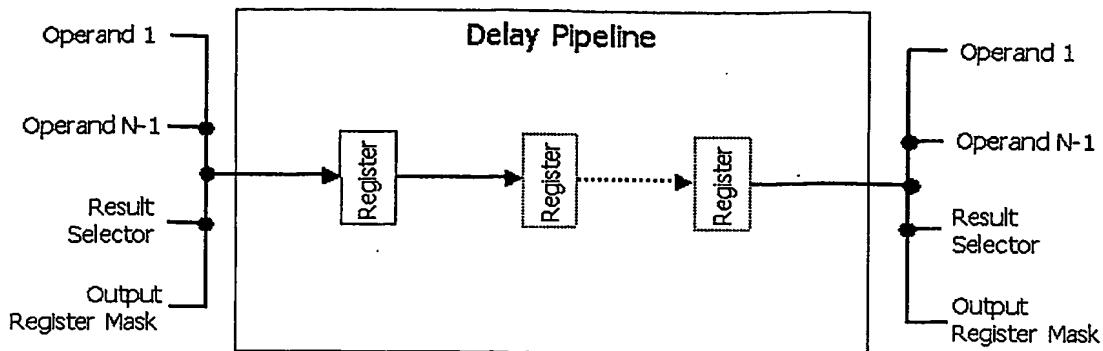 Delay Pipeline
Operand 1
Operand N-1
Result
Selector
Output
Register Mask
Register
Register
Register
Operand 1
Operand N-1
Result
Selector
Output
Register Mask